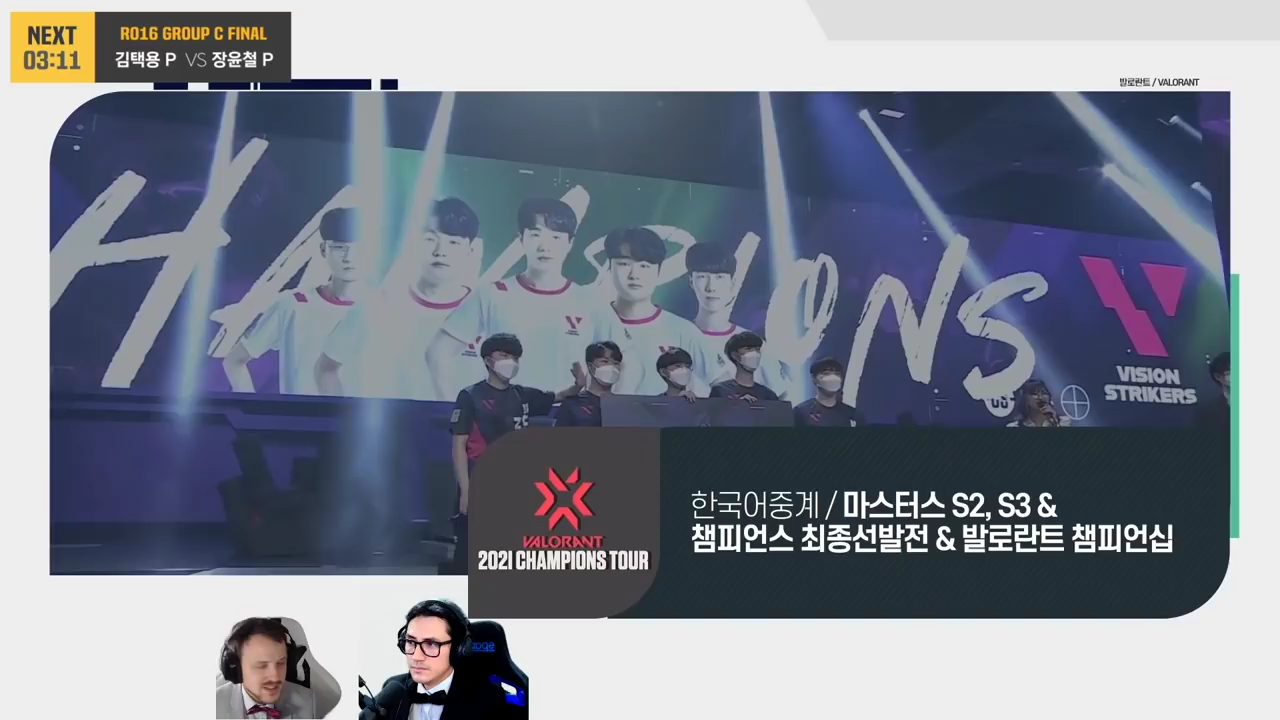 NEXT
03:11
RO16 GROUP C FINAL
김택용 P VS 장윤철 P
발로란트 / VALORANT
HAMPIONS
VISION
STRIKERS
VALORANT
2021 CHAMPIONS TOUR
한국어중계 / 마스터스 S2, S3 &
챔피언스 최종선발전 & 발로란트 챔피언십